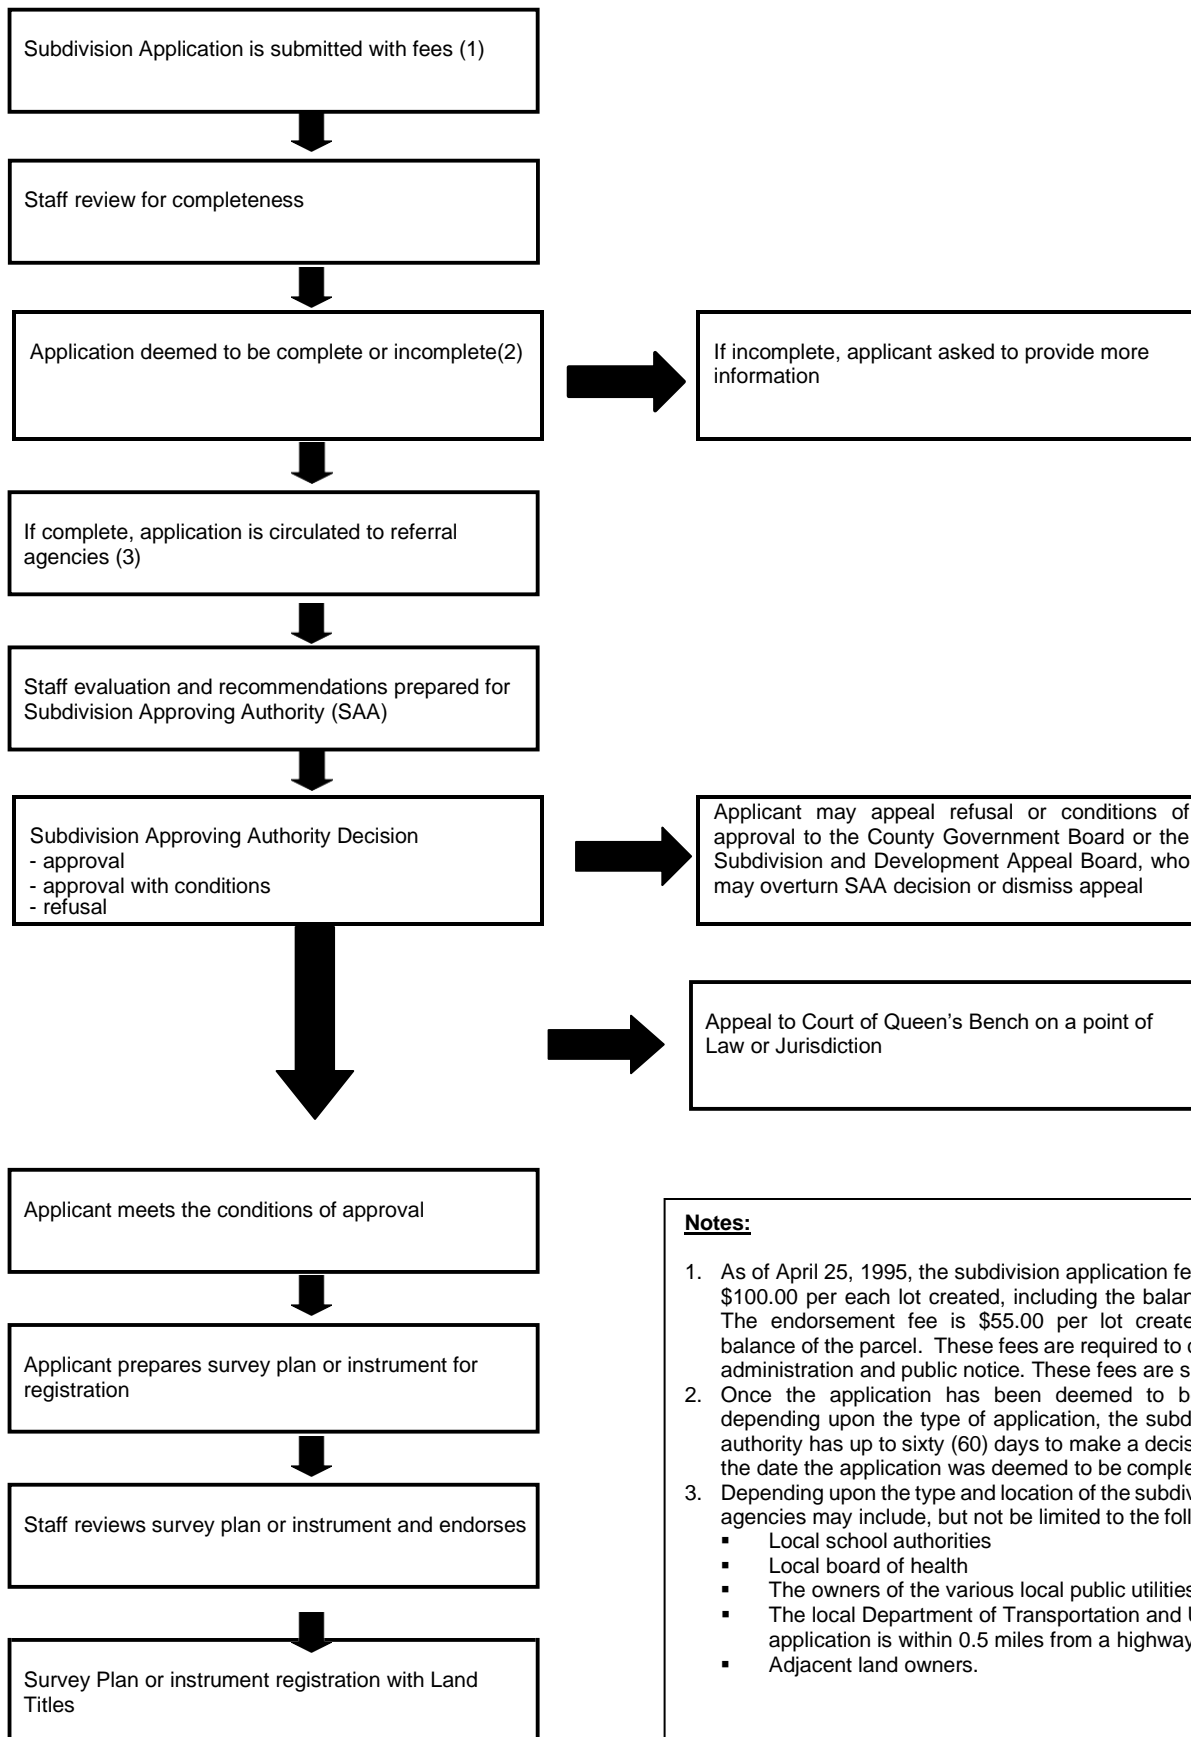 Subdivision Application is submitted with fees (1)
Staff review for completeness
Application deemed to be complete or incomplete(2)
If incomplete, applicant asked to provide more
information
If complete, application is circulated to referral
agencies (3)
Staff evaluation and recommendations prepared for
Subdivision Approving Authority (SAA)
Subdivision Approving Authority Decision
- approval
- approval with conditions
- refusal
Applicant may appeal refusal or conditions of
approval to the County Government Board or the
Subdivision and Development Appeal Board, who
may overturn SAA decision or dismiss appeal
Appeal to Court of Queen's Bench on a point of
Law or Jurisdiction
Applicant meets the conditions of approval
Applicant prepares survey plan or instrument for
registration
Staff reviews survey plan or instrument and endorses
Survey Plan or instrument registration with Land
Titles
Notes:
1. As of April 25, 1995, the subdivision application
$100.00 per each lot created, including the
The endorsement fee is $55.00 per lot
balance of the parcel. These fees are required to
administration and public notice. These fees are
2. Once the application has been deemed to
depending upon the type of application, the
authority has up to sixty (60) days to make a
the date the application was deemed to be
3. Depending upon the type and location of the
agencies may include, but not be limited to the
▪ Local school authorities
▪ Local board of health
▪ The owners of the various local public utilities
▪ The local Department of Transportation and
application is within 0.5 miles from a highway
▪ Adjacent land owners.